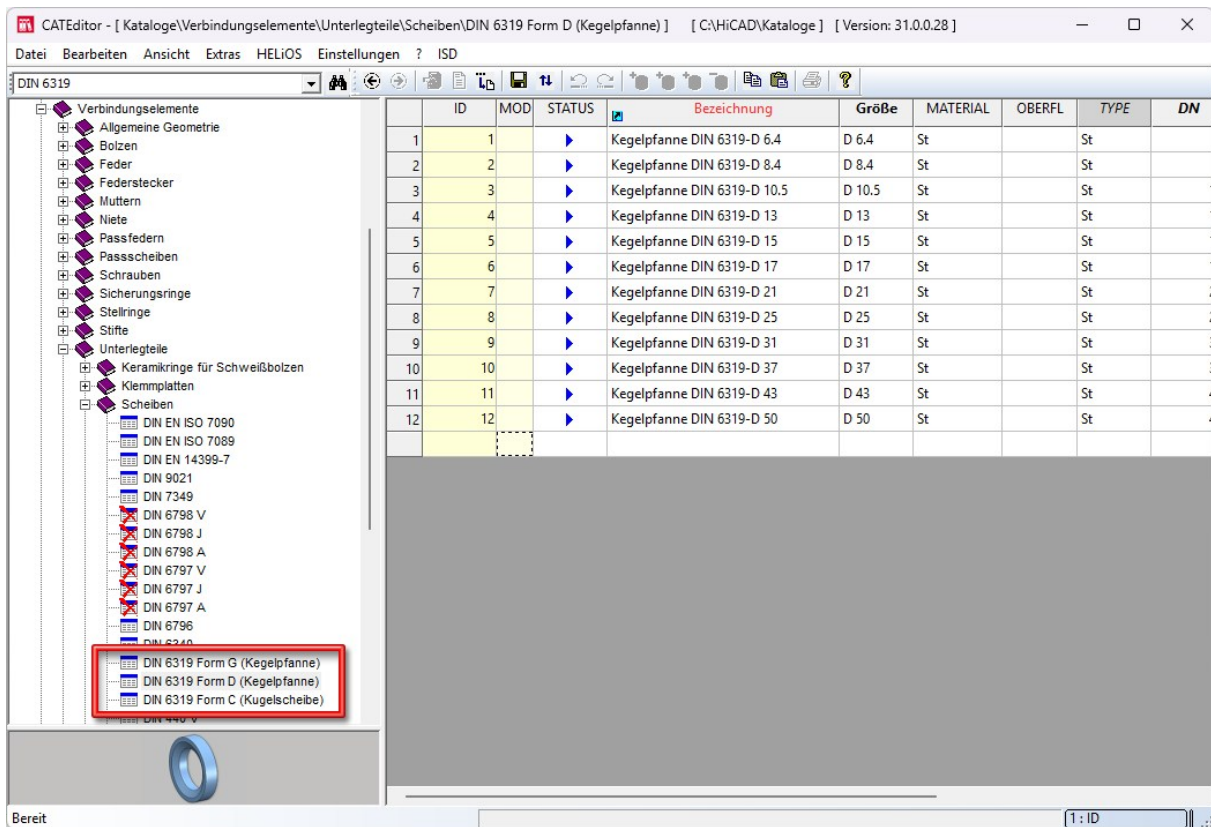 CATEditor - [ Kataloge\Verbindungselemente\Unterlegteile\Scheiben\DIN 6319 Form D (Kegelpfanne) ] [ C:\HiCAD\Kataloge ] [ Version: 31.0.0.28 ]
Datei Bearbeiten Ansicht Extras HELiOS Einstellungen ? ISD
DIN 6319
Verbindungselemente
Allgemeine Geometrie
Bolzen
Feder
Federstecker
Muttern
Niete
Passfedern
Passscheiben
Schrauben
Sicherungsringe
Stellringe
Stifte
Unterlegteile
Keramikringe für Schweißbolzen
Klemmplatten
Scheiben
DIN EN ISO 7090
DIN EN ISO 7089
DIN EN 14399-7
DIN 9021
DIN 7349
DIN 6798 V
DIN 6798 J
DIN 6798 A
DIN 6797 V
DIN 6797 J
DIN 6797 A
DIN 6796
DIN 6340
DIN 6319 Form G (Kegelpfanne)
DIN 6319 Form D (Kegelpfanne)
DIN 6319 Form C (Kugelscheibe)
DIN 440 V
ID MOD STATUS Bezeichnung Größe MATERIAL OBERFL TYPE DN
1 1 Kegelpfanne DIN 6319-D 6.4 D 6.4 St St
2 2 Kegelpfanne DIN 6319-D 8.4 D 8.4 St St
3 3 Kegelpfanne DIN 6319-D 10.5 D 10.5 St St
4 4 Kegelpfanne DIN 6319-D 13 D 13 St St
5 5 Kegelpfanne DIN 6319-D 15 D 15 St St
6 6 Kegelpfanne DIN 6319-D 17 D 17 St St
7 7 Kegelpfanne DIN 6319-D 21 D 21 St St
8 8 Kegelpfanne DIN 6319-D 25 D 25 St St
9 9 Kegelpfanne DIN 6319-D 31 D 31 St St
10 10 Kegelpfanne DIN 6319-D 37 D 37 St St
11 11 Kegelpfanne DIN 6319-D 43 D 43 St St
12 12 Kegelpfanne DIN 6319-D 50 D 50 St St
Bereit
1 : ID